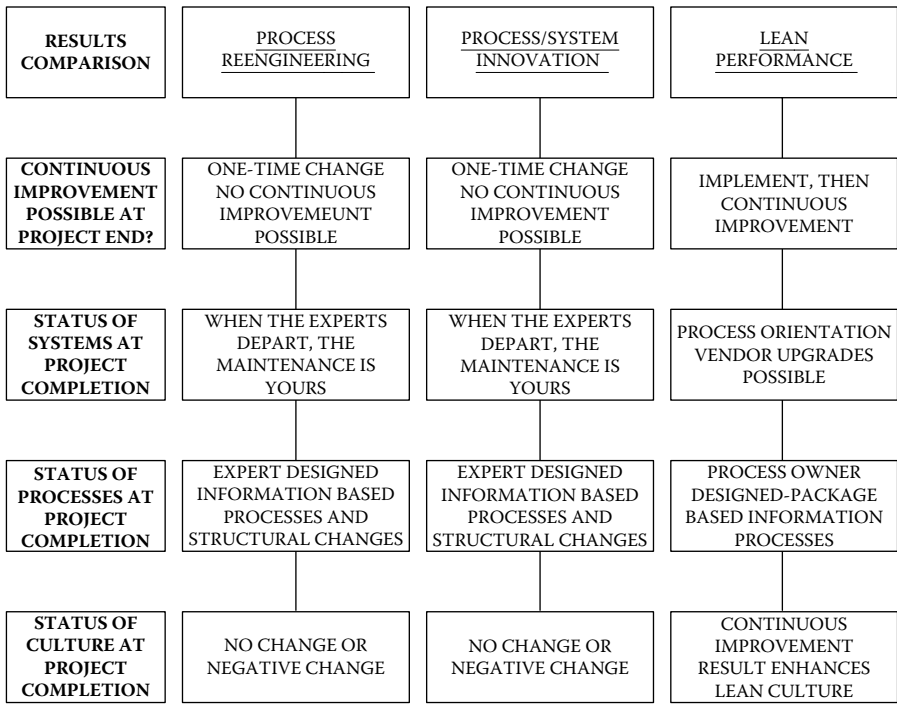 RESULTS
COMPARISON
PROCESS
REENGINEERING
PROCESS/SYSTEM
INNOVATION
LEAN
PERFORMANCE
CONTINUOUS
IMPROVEMENT
POSSIBLE AT
PROJECT END?
ONE-TIME CHANGE
NO CONTINUOUS
IMPROVEMEUNT
POSSIBLE
ONE-TIME CHANGE
NO CONTINUOUS
IMPROVEMENT
POSSIBLE
IMPLEMENT, THEN
CONTINUOUS
IMPROVEMENT
STATUS OF
SYSTEMS AT
PROJECT
COMPLETION
WHEN THE EXPERTS
DEPART, THE
MAINTENANCE IS
YOURS
WHEN THE EXPERTS
DEPART, THE
MAINTENANCE IS
YOURS
PROCESS ORIENTATION
VENDOR UPGRADES
POSSIBLE
STATUS OF
PROCESSES AT
PROJECT
COMPLETION
EXPERT DESIGNED
INFORMATION BASED
PROCESSES AND
STRUCTURAL CHANGES
EXPERT DESIGNED
INFORMATION BASED
PROCESSES AND
STRUCTURAL CHANGES
PROCESS OWNER
DESIGNED-PACKAGE
BASED INFORMATION
PROCESSES
STATUS OF
CULTURE AT
PROJECT
COMPLETION
NO CHANGE OR
NEGATIVE CHANGE
NO CHANGE OR
NEGATIVE CHANGE
CONTINUOUS
IMPROVEMENT
RESULT ENHANCES
LEAN CULTURE